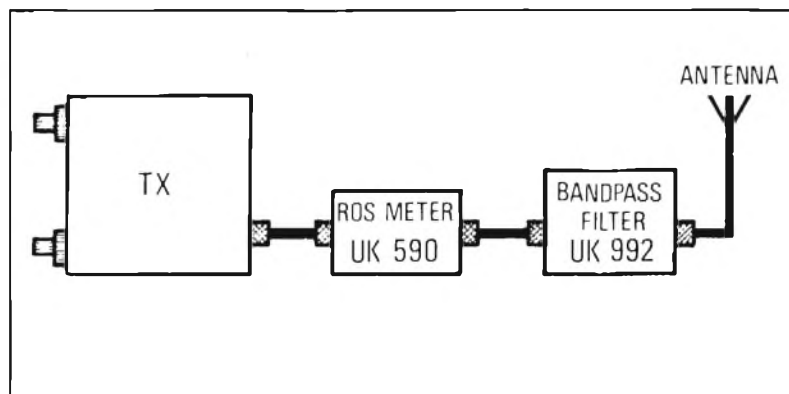 ANTENNA
TX
ROS METER
UK 590
BANDPASS
FILTER
UK 992